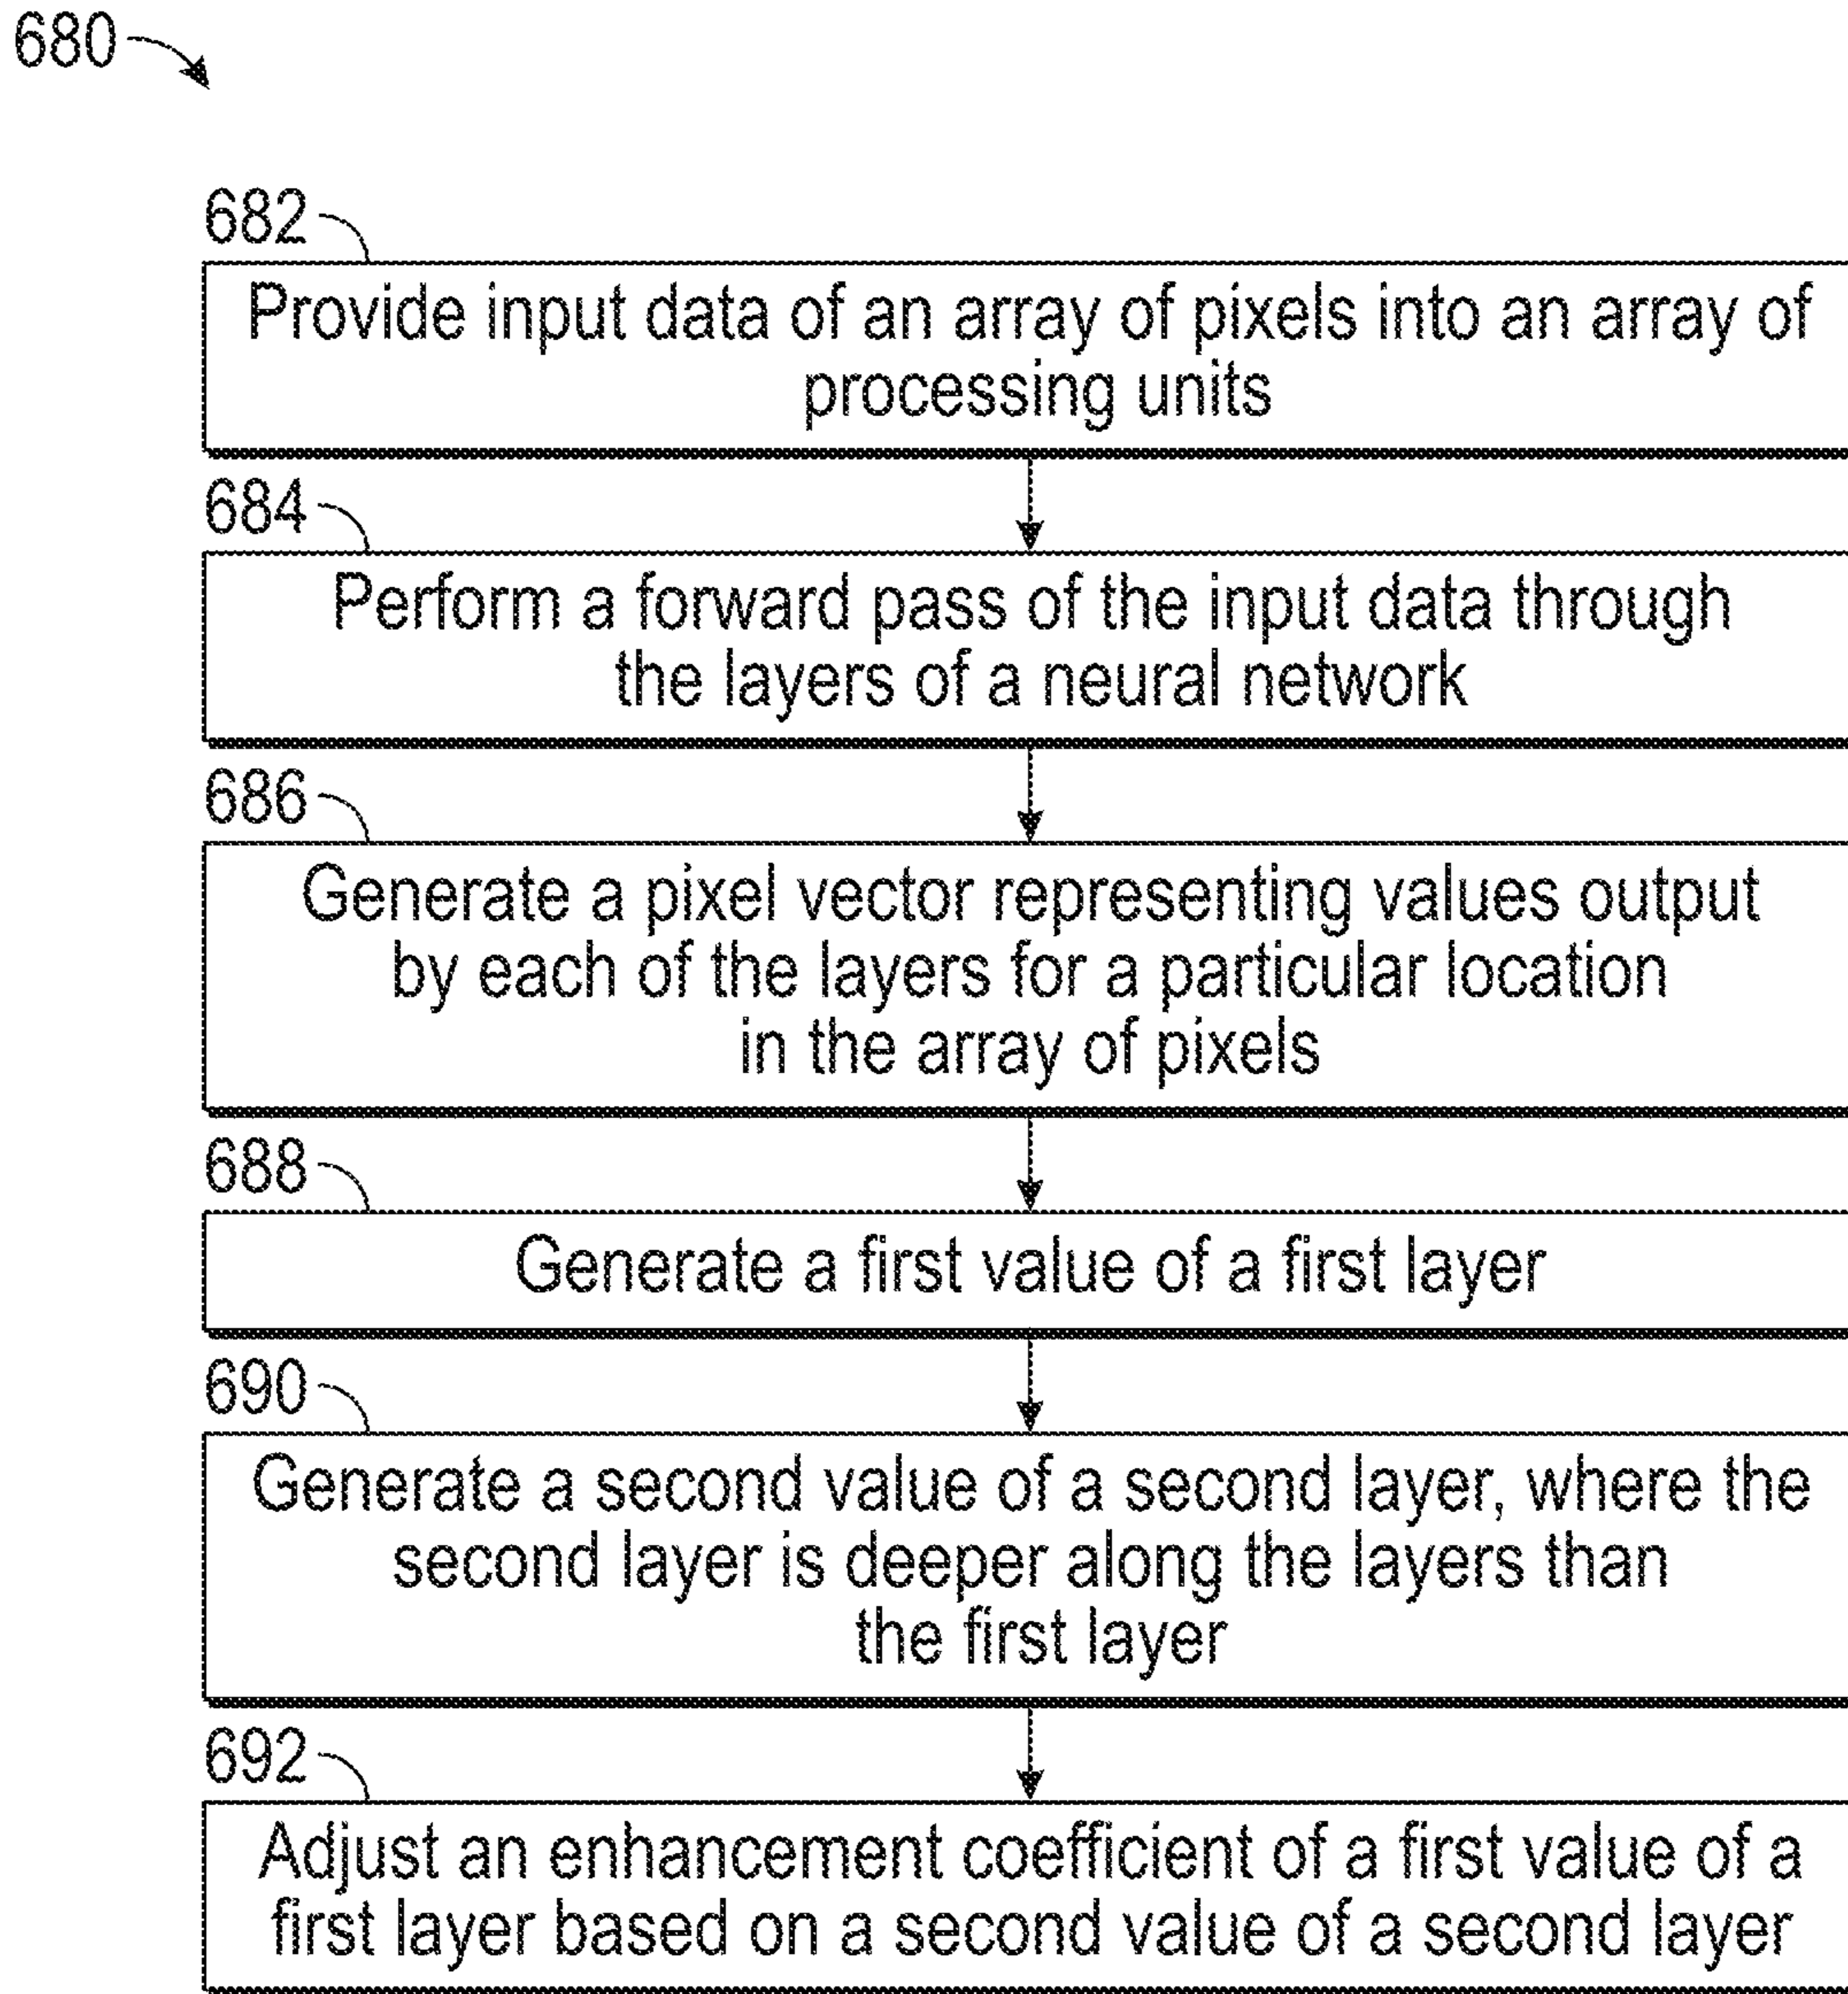 680
682
Provide input data of an array of pixels into an array of
processing units
684
Perform a forward pass of the input data through
the layers of a neural network
686
Generate a pixel vector representing values output
by each of the layers for a particular location
in the array of pixels
688
Generate a first value of a first layer
690
Generate a second value of a second layer, where the
second layer is deeper along the layers than
the first layer
692
Adjust an enhancement coefficient of a first value of a
first layer based on a second value of a second layer